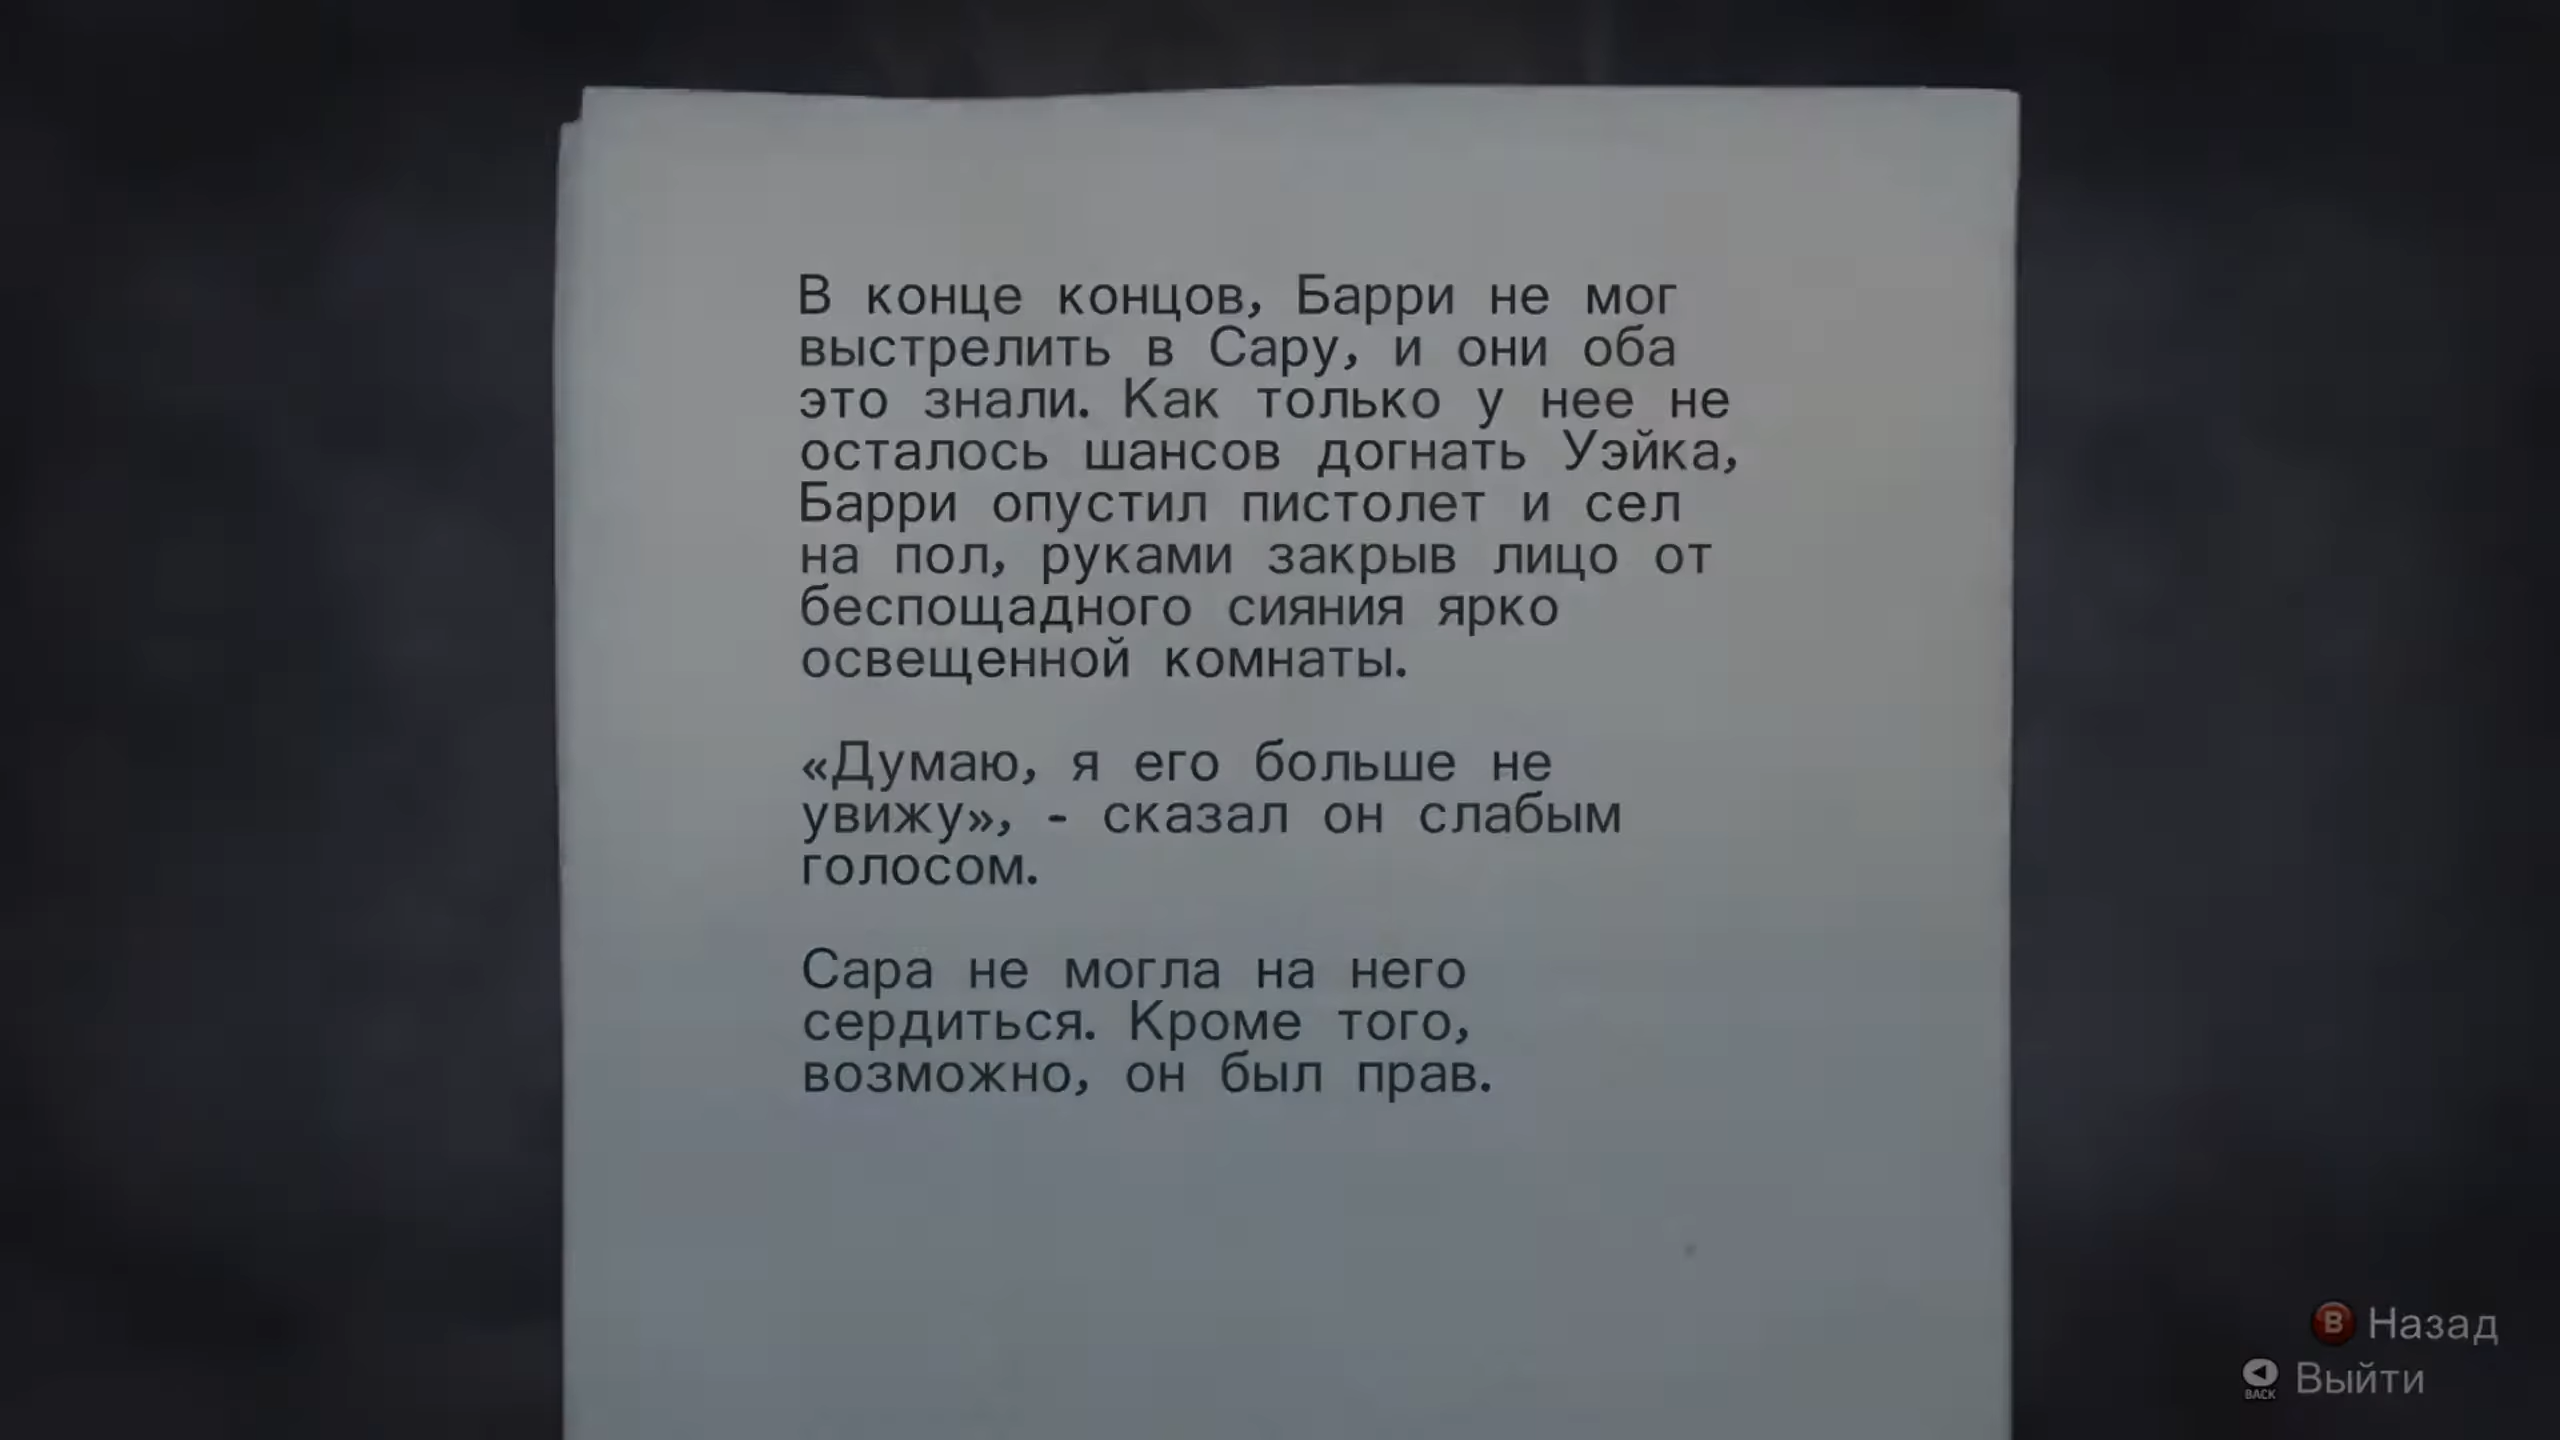 В конце концов, Барри не мог
выстрелить в Сару, и они оба
это знали. Как только у нее не
осталось шансов догнать Уэйка,
Барри опустил пистолет и сел
на пол, руками закрыв лицо от
беспощадного сияния ярко
освещенной комнаты.
«Думаю, я его больше не
увижу», - сказал он слабым
голосом.
Сара не могла на него
сердиться. Кроме того,
возможно, он был прав.
B Назад
BACK Выйти